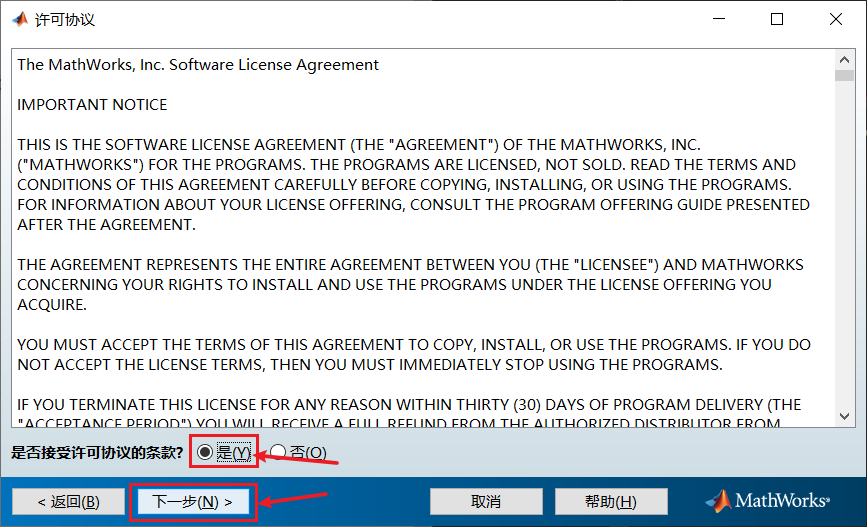 许可协议
The MathWorks, Inc. Software License Agreement
IMPORTANT NOTICE
THIS IS THE SOFTWARE LICENSE AGREEMENT (THE "AGREEMENT") OF THE MATHWORKS, INC.
("MATHWORKS") FOR THE PROGRAMS. THE PROGRAMS ARE LICENSED, NOT SOLD. READ THE TERMS AND
CONDITIONS OF THIS AGREEMENT CAREFULLY BEFORE COPYING, INSTALLING, OR USING THE PROGRAMS.
FOR INFORMATION ABOUT YOUR LICENSE OFFERING, CONSULT THE PROGRAM OFFERING GUIDE PRESENTED
AFTER THE AGREEMENT.
THE AGREEMENT REPRESENTS THE ENTIRE AGREEMENT BETWEEN YOU (THE "LICENSEE") AND MATHWORKS
CONCERNING YOUR RIGHTS TO INSTALL AND USE THE PROGRAMS UNDER THE LICENSE OFFERING YOU
ACQUIRE.
YOU MUST ACCEPT THE TERMS OF THIS AGREEMENT TO COPY, INSTALL, OR USE THE PROGRAMS. IF YOU DO
NOT ACCEPT THE LICENSE TERMS, THEN YOU MUST IMMEDIATELY STOP USING THE PROGRAMS.
IF YOU TERMINATE THIS LICENSE FOR ANY REASON WITHIN THIRTY (30) DAYS OF PROGRAM DELIVERY (THE
"ACCEPTANCE PERIOD") YOU WILL RECEIVE A FULL REFUND FROM THE AUTHORIZED DISTRIBUTOR FROM
是否接受许可协议的条款? 是(Y) 否(O)
< 返回(B) 下一步(N) > 取消 帮助(H) MathWorks®